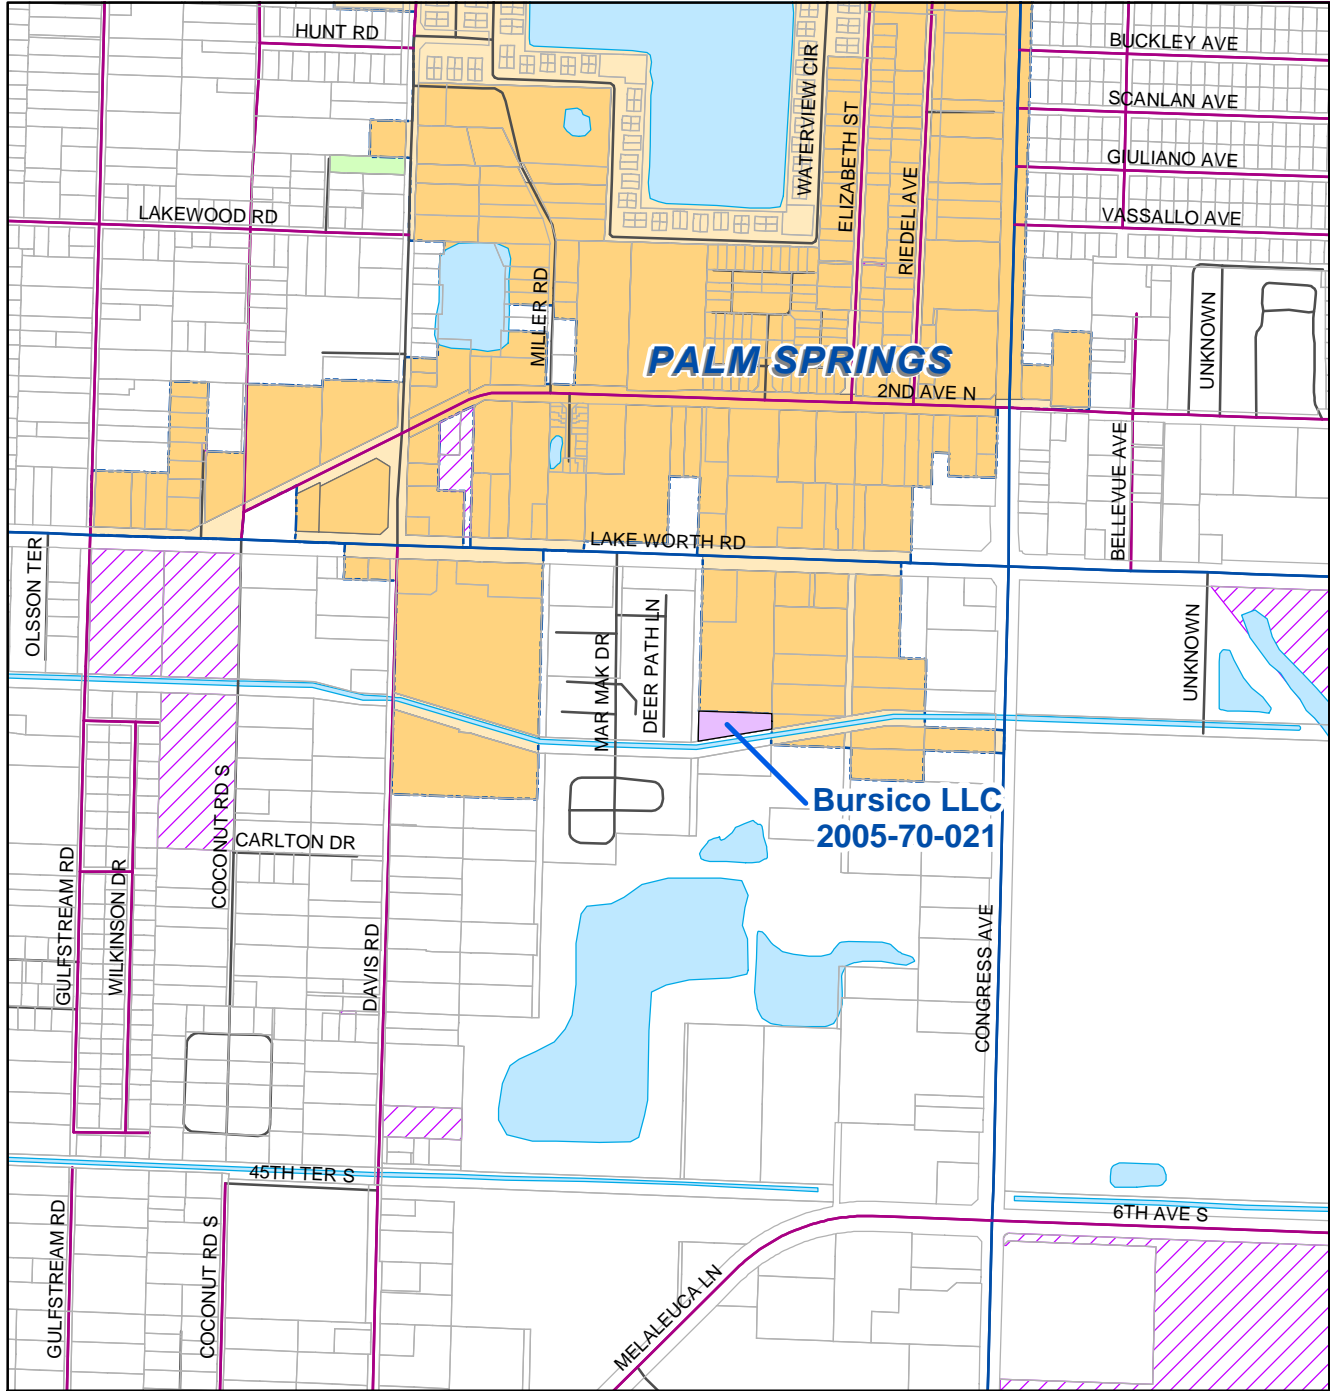 HUNT RD
BUCKLEY AVE
WATERVIEW CIR
SCANLAN AVE
ELIZABETH ST
GIULIANO AVE
RIEDEL AVE
LAKEWOOD RD
VASSALLO AVE
MILLER RD
UNKNOWN
PALM SPRINGS
2ND AVE N
BELLEVUE AVE
LAKE WORTH RD
OLSSON TER
MAR MAK DR
DEER PATH LN
UNKNOWN
Bursico LLC
2005-70-021
COCONUT RD S
CARLTON DR
GULFSTREAM RD
WILKINSON DR
DAVIS RD
CONGRESS AVE
45TH TER S
6TH AVE S
GULFSTREAM RD
COCONUT RD S
MELALEUCA LN